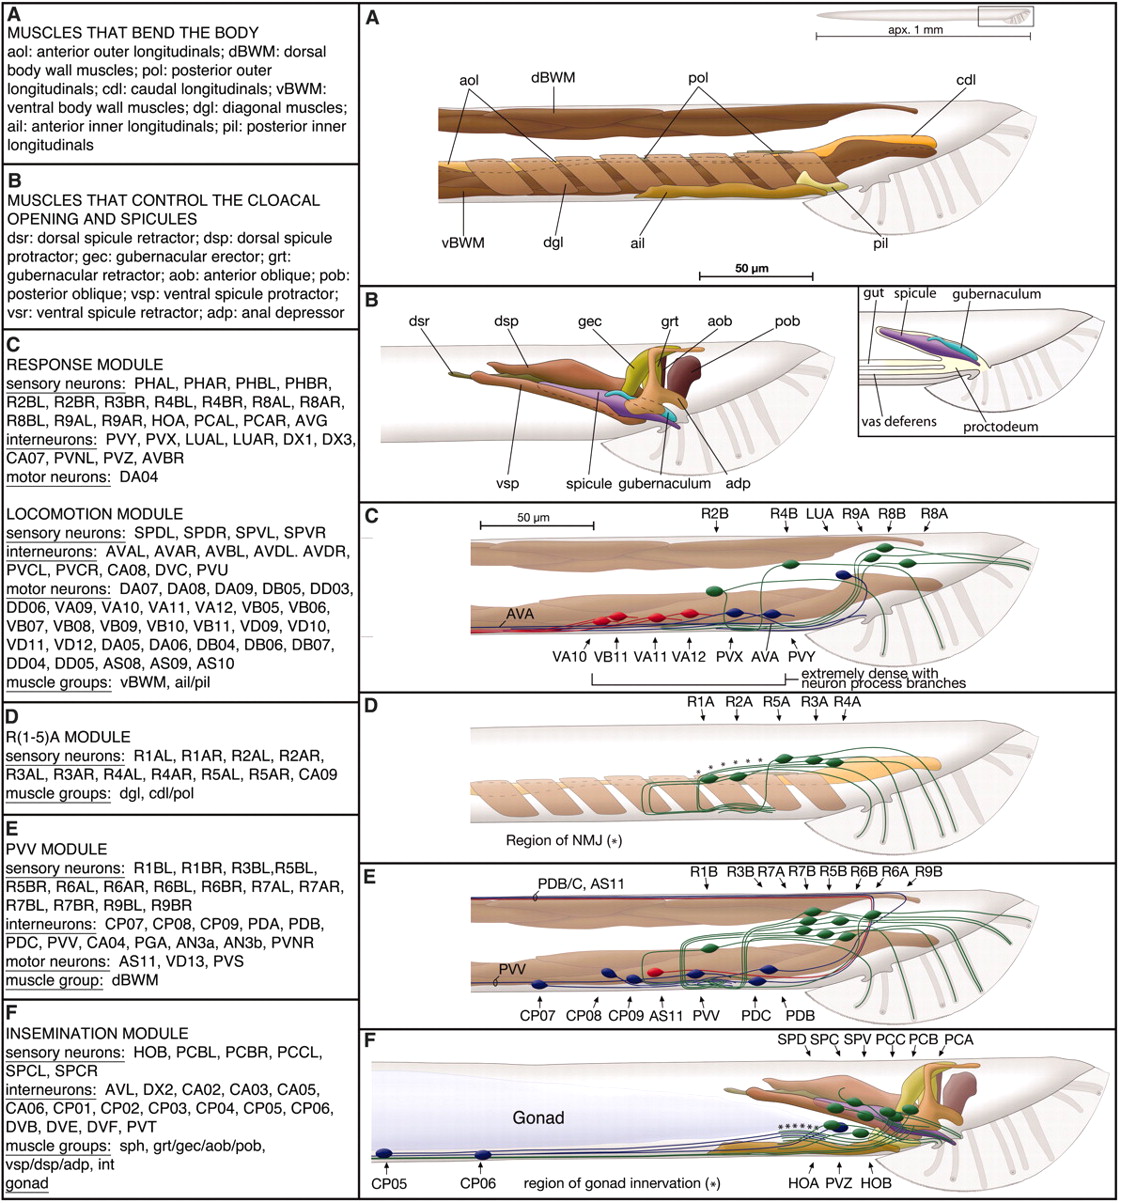 A
MUSCLES THAT BEND THE BODY
aol: anterior outer longitudinals; dBWM: dorsal
body wall muscles; pol: posterior outer
longitudinals; cdl: caudal longitudinals; vBWM:
ventral body wall muscles; dgl: diagonal muscles;
ail: anterior inner longitudinals; pil: posterior inner
longitudinals
B
MUSCLES THAT CONTROL THE CLOACAL
OPENING AND SPICULES
dsr: dorsal spicule retractor; dsp: dorsal spicule
protractor; gec: gubernacular erector; grt:
gubernacular retractor; aob: anterior oblique; pob:
posterior oblique; vsp: ventral spicule protractor;
vsr: ventral spicule retractor; adp: anal depressor
C
RESPONSE MODULE
sensory neurons: PHAL, PHAR, PHBL, PHBR,
R2BL, R2BR, R3BR, R4BL, R4BR, R8AL, R8AR,
R8BL, R9AL, R9AR, HOA, PCAL, PCAR, AVG
interneurons: PVY, PVX, LUAL, LUAR, DX1, DX3,
CA07, PVNL, PVZ, AVBR
motor neurons: DA04
LOCOMOTION MODULE
sensory neurons: SPDL, SPDR, SPVL, SPVR
interneurons: AVAL, AVAR, AVBL, AVDL. AVDR,
PVCL, PVCR, CA08, DVC, PVU
motor neurons: DA07, DA08, DA09, DB05, DD03,
DD06, VA09, VA10, VA11, VA12, VB05, VB06,
VB07, VB08, VB09, VB10, VB11, VD09, VD10,
VD11, VD12, DA05, DA06, DB04, DB06, DB07,
DD04, DD05, AS08, AS09, AS10
muscle groups: vBWM, ail/pil
D
R(1-5)A MODULE
sensory neurons: R1AL, R1AR, R2AL, R2AR,
R3AL, R3AR, R4AL, R4AR, R5AL, R5AR, CA09
muscle groups: dgl, cdl/pol
E
PVV MODULE
sensory neurons: R1BL, R1BR, R3BL,R5BL,
R5BR, R6AL, R6AR, R6BL, R6BR, R7AL, R7AR,
R7BL, R7BR, R9BL, R9BR
interneurons: CP07, CP08, CP09, PDA, PDB,
PDC, PVV, CA04, PGA, AN3a, AN3b, PVNR
motor neurons: AS11, VD13, PVS
muscle group: dBWM
F
INSEMINATION MODULE
sensory neurons: HOB, PCBL, PCBR, PCCL,
SPCL, SPCR
interneurons: AVL, DX2, CA02, CA03, CA05,
CA06, CP01, CP02, CP03, CP04, CP05, CP06,
DVB, DVE, DVF, PVT
muscle groups: sph, grt/gec/aob/pob,
vsp/dsp/adp, int
gonad
A
apx. 1 mm
aol dBWM pol cdl
vBWM dgl ail pil
50 µm
B
dsr dsp gec grt aob pob
vsp spicule gubernaculum adp
gut spicule gubernaculum
vas deferens proctodeum
C
50 µm
R2B R4B LUA R9A R8B R8A
AVA
VA10 VB11 VA11 VA12 PVX AVA PVY
extremely dense with
neuron process branches
D
R1A R2A R5A R3A R4A
* * * * * *
Region of NMJ (*)
E
PDB/C, AS11
R1B R3B R7A R7B R5B R6B R6A R9B
PVV
CP07 CP08 CP09 AS11 PVV PDC PDB
F
SPD SPC SPV PCC PCB PCA
Gonad
* * * * * *
CP05 CP06 region of gonad innervation (*) HOA PVZ HOB